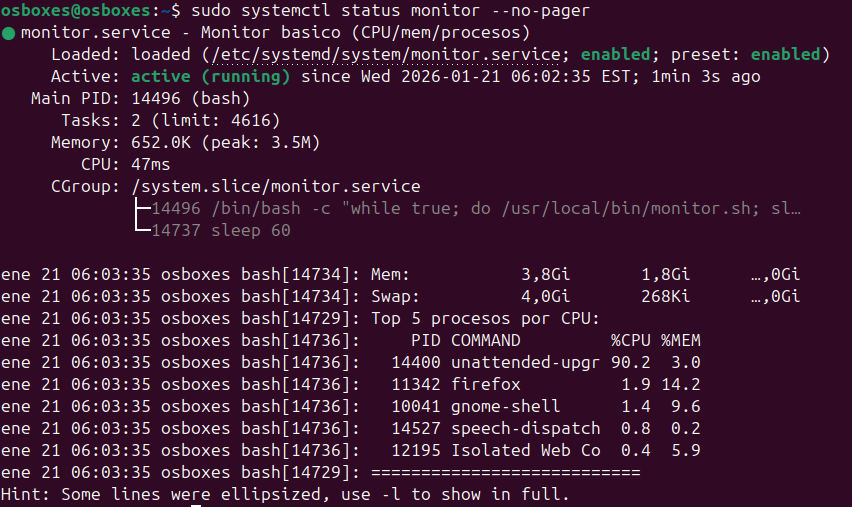 osboxes@osboxes:~$ sudo systemctl status monitor --no-pager
● monitor.service - Monitor basico (CPU/mem/procesos)
     Loaded: loaded (/etc/systemd/system/monitor.service; enabled; preset: enabled)
     Active: active (running) since Wed 2026-01-21 06:02:35 EST; 1min 3s ago
   Main PID: 14496 (bash)
      Tasks: 2 (limit: 4616)
     Memory: 652.0K (peak: 3.5M)
        CPU: 47ms
     CGroup: /system.slice/monitor.service
             ├─14496 /bin/bash -c "while true; do /usr/local/bin/monitor.sh; sl…
             └─14737 sleep 60

ene 21 06:03:35 osboxes bash[14734]: Mem:           3,8Gi       1,8Gi      …,0Gi
ene 21 06:03:35 osboxes bash[14734]: Swap:          4,0Gi       268Ki      …,0Gi
ene 21 06:03:35 osboxes bash[14729]: Top 5 procesos por CPU:
ene 21 06:03:35 osboxes bash[14736]:     PID COMMAND         %CPU %MEM
ene 21 06:03:35 osboxes bash[14736]:   14400 unattended-upgr 90.2  3.0
ene 21 06:03:35 osboxes bash[14736]:   11342 firefox          1.9 14.2
ene 21 06:03:35 osboxes bash[14736]:   10041 gnome-shell      1.4  9.6
ene 21 06:03:35 osboxes bash[14736]:   14527 speech-dispatch  0.8  0.2
ene 21 06:03:35 osboxes bash[14736]:   12195 Isolated Web Co  0.4  5.9
ene 21 06:03:35 osboxes bash[14729]: ===========================
Hint: Some lines were ellipsized, use -l to show in full.